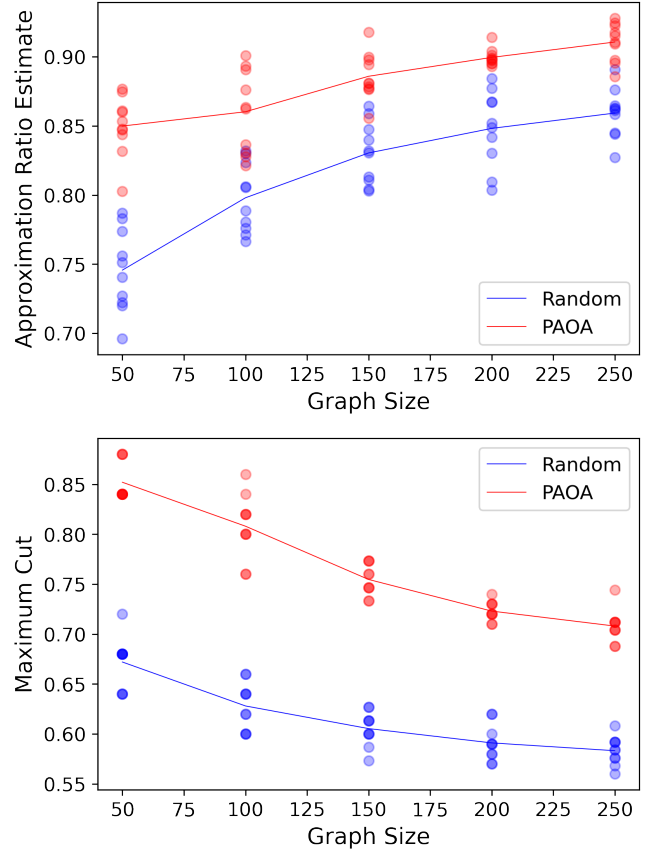 Approximation Ratio Estimate
0.90
0.85
0.80
0.75
0.70
Random
PAOA
50 75 100 125 150 175 200 225 250
Graph Size
Maximum Cut
0.85
0.80
0.75
0.70
0.65
0.60
0.55
Random
PAOA
50 75 100 125 150 175 200 225 250
Graph Size